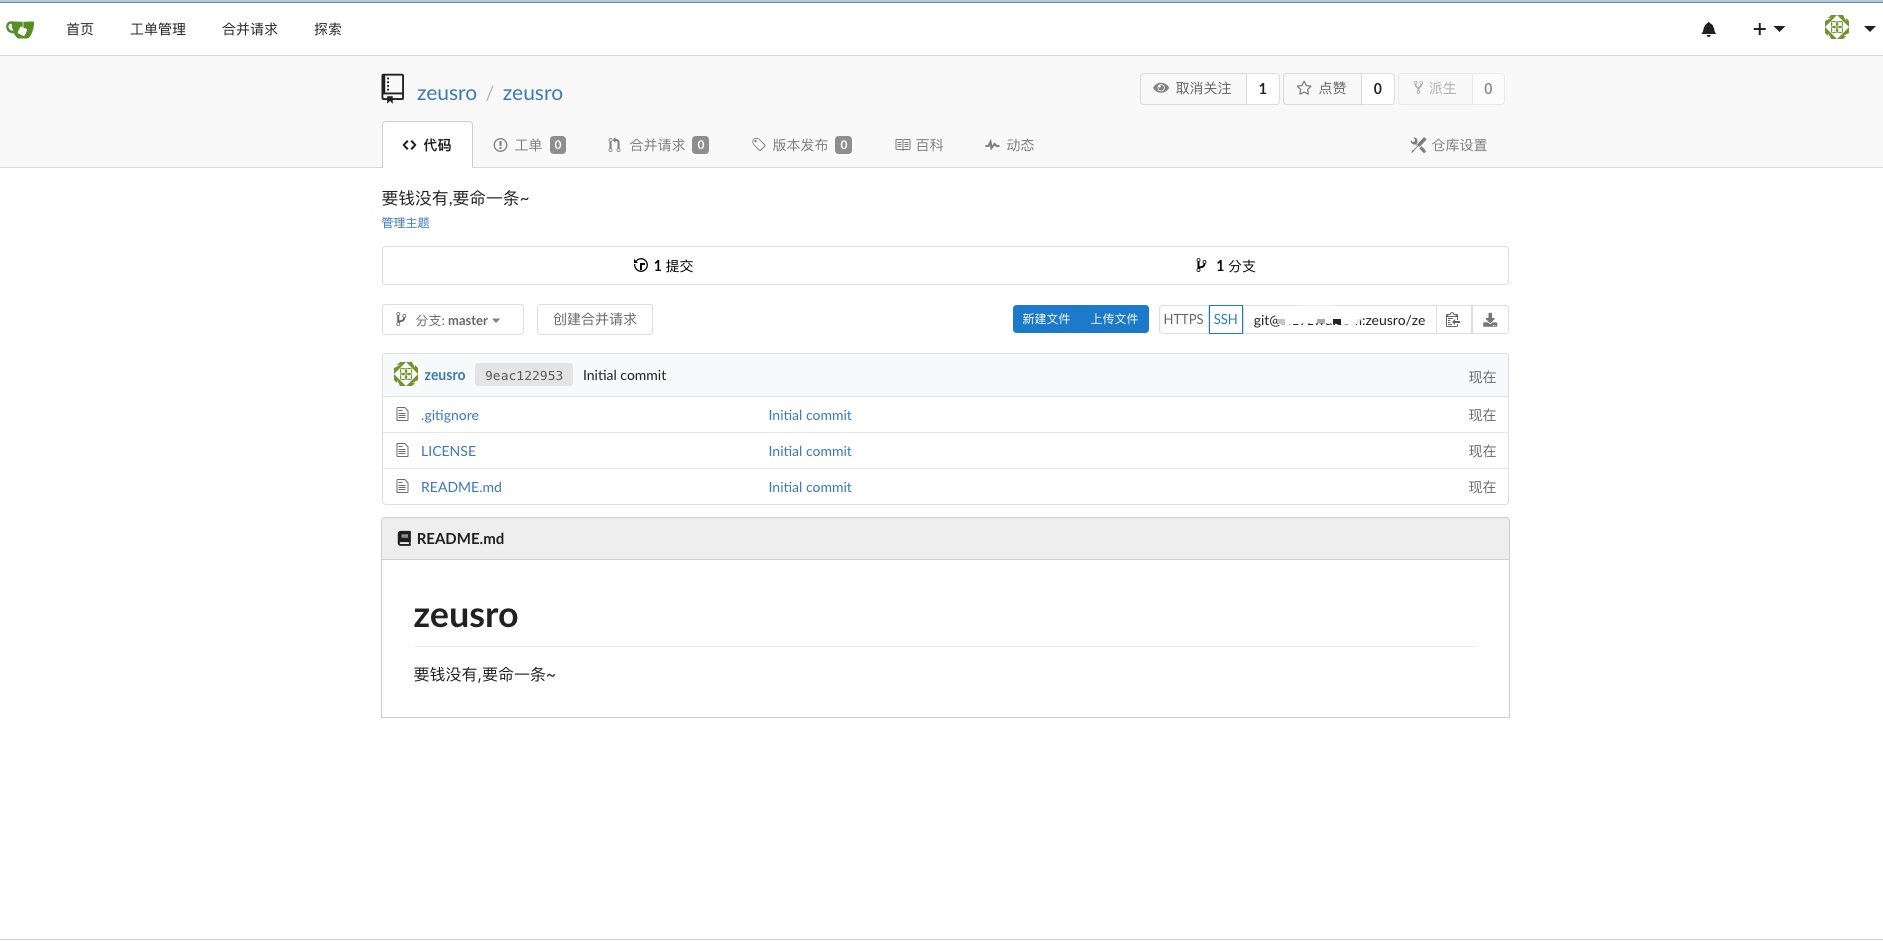 首页 工单管理 合并请求 探索
zeusro / zeusro 取消关注 1 点赞 0 派生 0
代码 工单 0 合并请求 0 版本发布 0 百科 动态 仓库设置
要钱没有,要命一条~
管理主题
1 提交 1 分支
分支: master 创建合并请求 新建文件 上传文件 HTTPS SSH git@ :zeusro/ze
zeusro 9eac122953 Initial commit 现在
.gitignore Initial commit 现在
LICENSE Initial commit 现在
README.md Initial commit 现在
README.md
zeusro
要钱没有,要命一条~